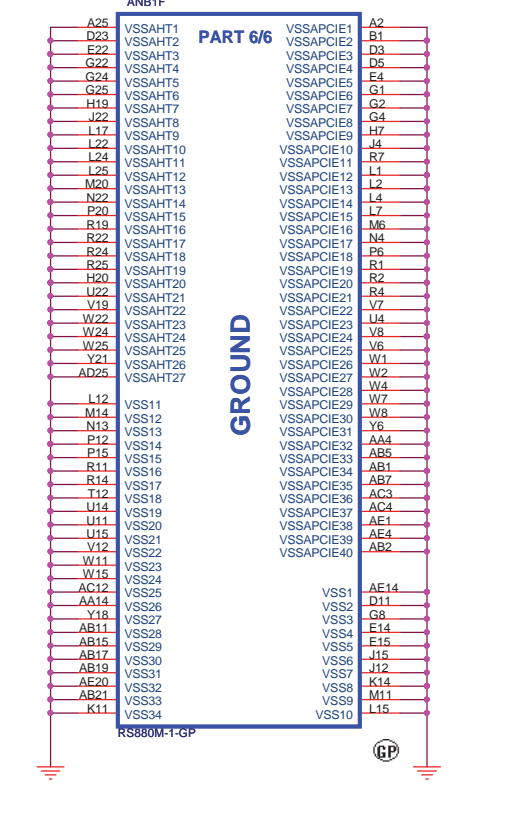 ANB1F
PART 6/6
A25 VSSAHT1 VSSAPCIE1 A2
D23 VSSAHT2 VSSAPCIE2 B1
E22 VSSAHT3 VSSAPCIE3 D3
G22 VSSAHT4 VSSAPCIE4 D5
G24 VSSAHT5 VSSAPCIE5 E4
G25 VSSAHT6 VSSAPCIE6 G1
H19 VSSAHT7 VSSAPCIE7 G2
J22 VSSAHT8 VSSAPCIE8 G4
L17 VSSAHT9 VSSAPCIE9 H7
L22 VSSAHT10 VSSAPCIE10 J4
L24 VSSAHT11 VSSAPCIE11 R7
L25 VSSAHT12 VSSAPCIE12 L1
M20 VSSAHT13 VSSAPCIE13 L2
N22 VSSAHT14 VSSAPCIE14 L4
P20 VSSAHT15 VSSAPCIE15 L7
R19 VSSAHT16 VSSAPCIE16 M6
R22 VSSAHT17 VSSAPCIE17 N4
R24 VSSAHT18 VSSAPCIE18 P6
R25 VSSAHT19 VSSAPCIE19 R1
H20 VSSAHT20 VSSAPCIE20 R2
U22 VSSAHT21 VSSAPCIE21 R4
V19 VSSAHT22 VSSAPCIE22 V7
W22 VSSAHT23 VSSAPCIE23 U4
W24 VSSAHT24 VSSAPCIE24 V8
W25 VSSAHT25 VSSAPCIE25 V6
Y21 VSSAHT26 VSSAPCIE26 W1
AD25 VSSAHT27 VSSAPCIE27 W2
VSSAPCIE28 W4
L12 VSS11 VSSAPCIE29 W7
M14 VSS12 VSSAPCIE30 W8
N13 VSS13 VSSAPCIE31 Y6
P12 VSS14 VSSAPCIE32 AA4
P15 VSS15 VSSAPCIE33 AB5
R11 VSS16 VSSAPCIE34 AB1
R14 VSS17 VSSAPCIE35 AB7
T12 VSS18 VSSAPCIE36 AC3
U14 VSS19 VSSAPCIE37 AC4
U11 VSS20 VSSAPCIE38 AE1
U15 VSS21 VSSAPCIE39 AE4
V12 VSS22 VSSAPCIE40 AB2
W11 VSS23
W15 VSS24
AC12 VSS25 VSS1 AE14
AA14 VSS26 VSS2 D11
Y18 VSS27 VSS3 G8
AB11 VSS28 VSS4 E14
AB15 VSS29 VSS5 E15
AB17 VSS30 VSS6 J15
AB19 VSS31 VSS7 J12
AE20 VSS32 VSS8 K14
AB21 VSS33 VSS9 M11
K11 VSS34 VSS10 L15
GROUND
RS880M-1-GP
GP